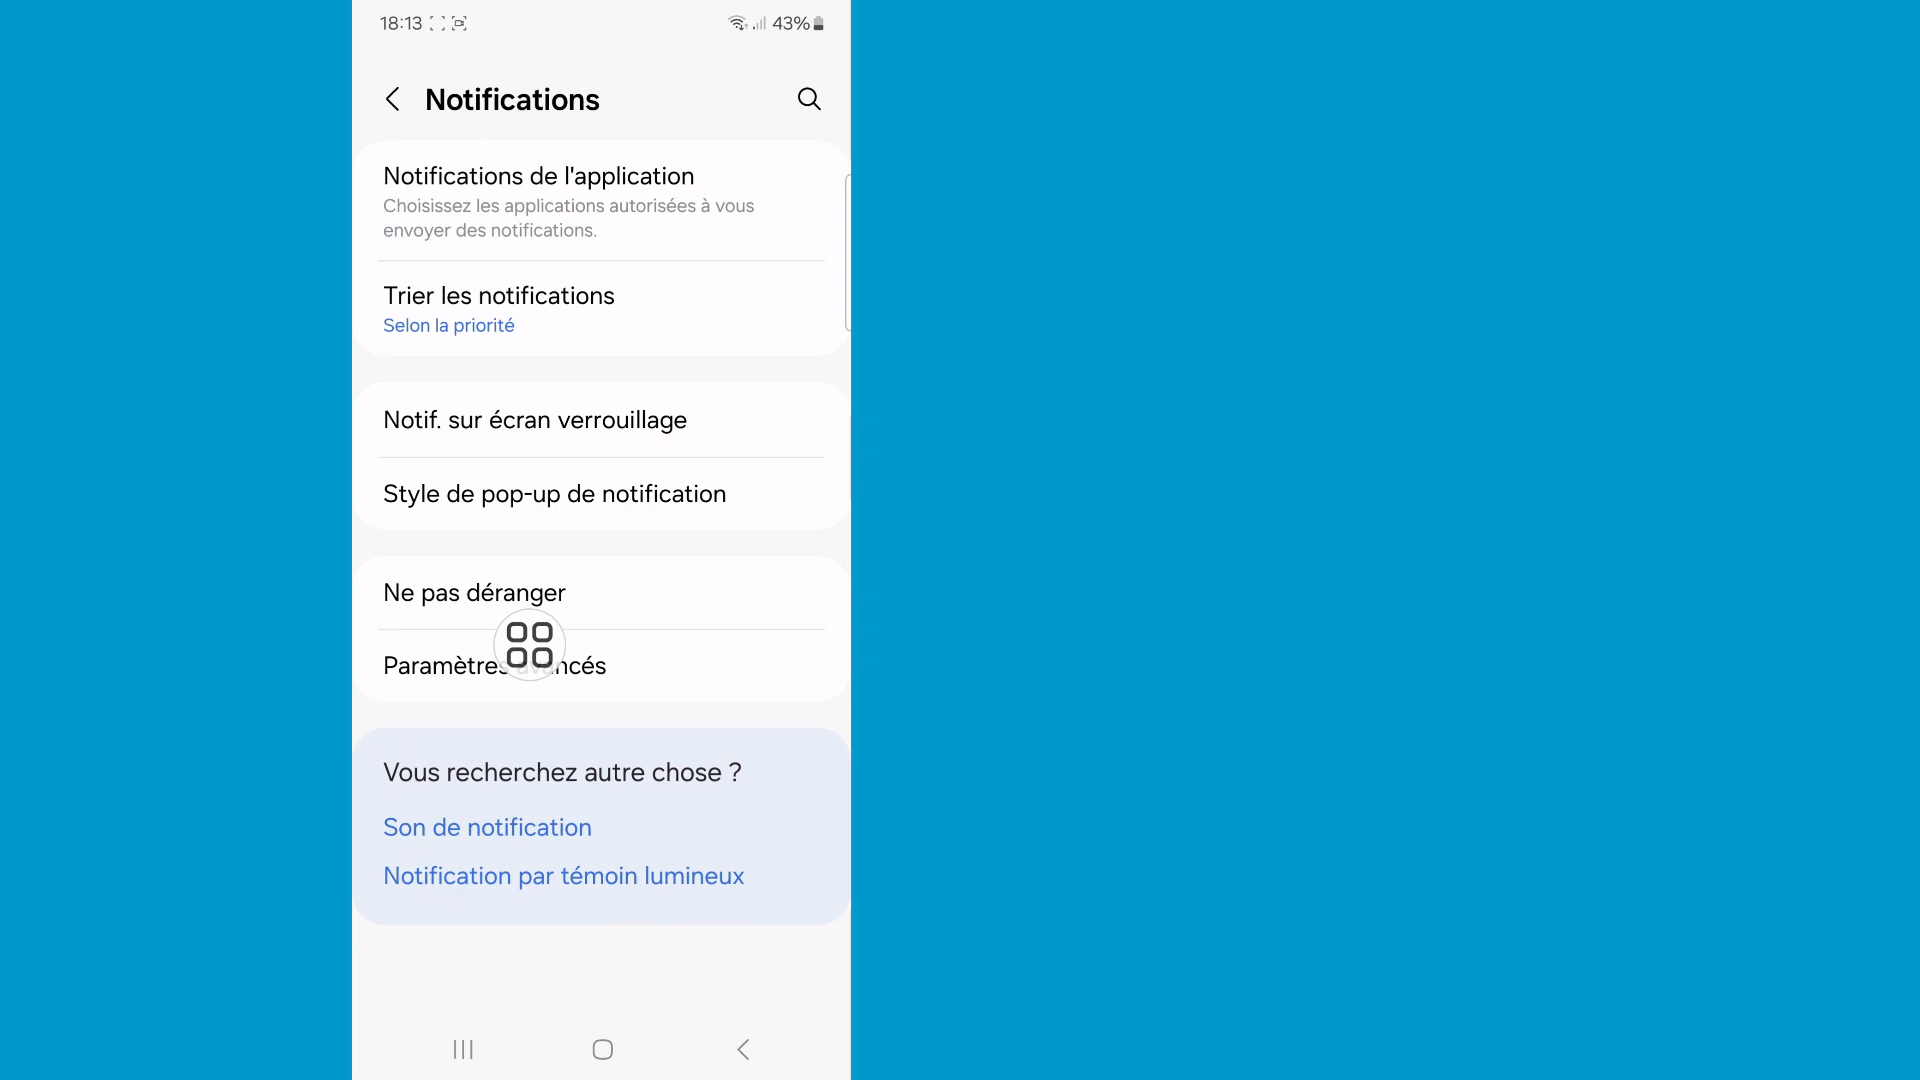 18:13
43%
Notifications
Notifications de l'application
Choisissez les applications autorisées à vous
envoyer des notifications.
Trier les notifications
Selon la priorité
Notif. sur écran verrouillage
Style de pop-up de notification
Ne pas déranger
Paramètres avancés
Vous recherchez autre chose ?
Son de notification
Notification par témoin lumineux